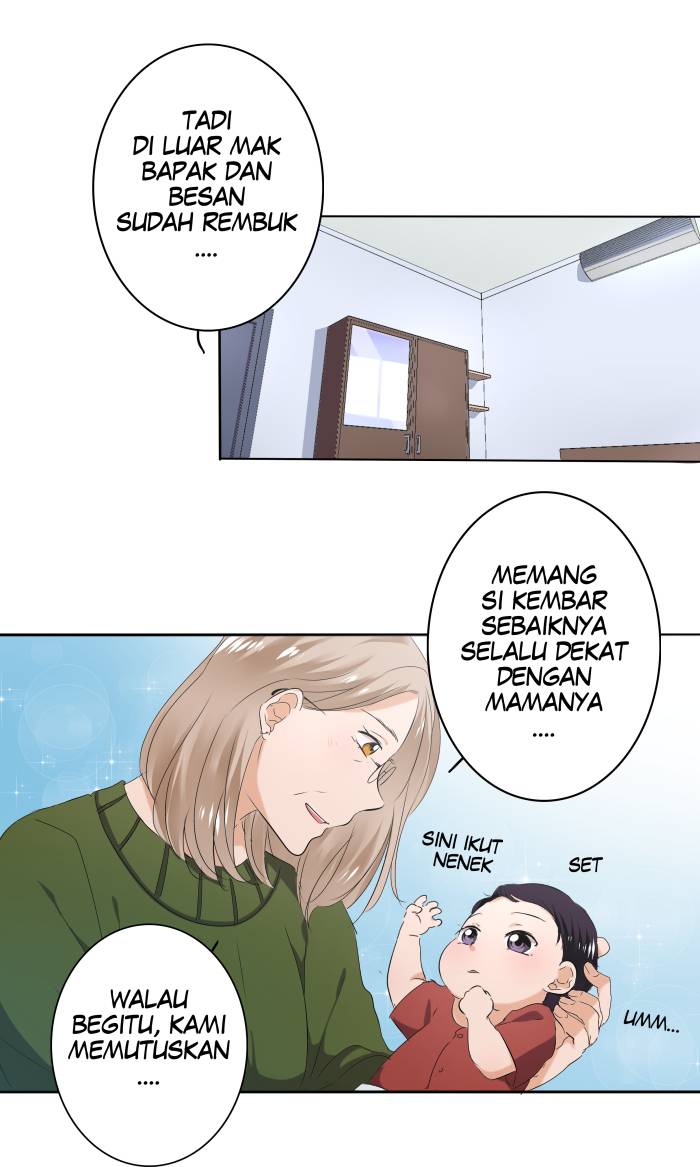 TADI
DI LUAR MAK
BAPAK DAN
BESAN
SUDAH REMBUK
....
MEMANG
SI KEMBAR
SEBAIKNYA
SELALU DEKAT
DENGAN
MAMANYA
....
SINI IKUT
NENEK
SET
UMM...
WALAU
BEGITU, KAMI
MEMUTUSKAN
....